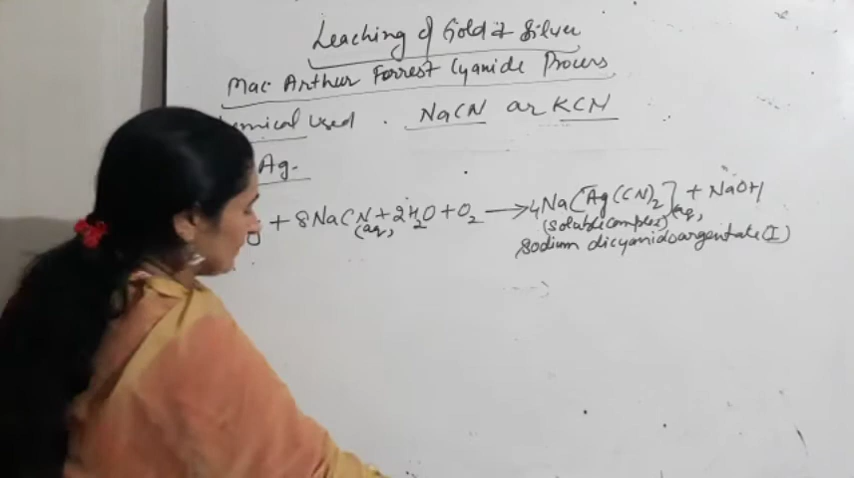 Leaching of Gold & Silver
Mac Arthur Forrest Cyanide Process
emical used . NaCN or KCN
Ag.
+ 8NaCN + 2H2O + O2 → 4Na[Ag(CN)2] + NaOH
(aq) (soluble complex) (aq)
sodium dicyanidoargentate(I)